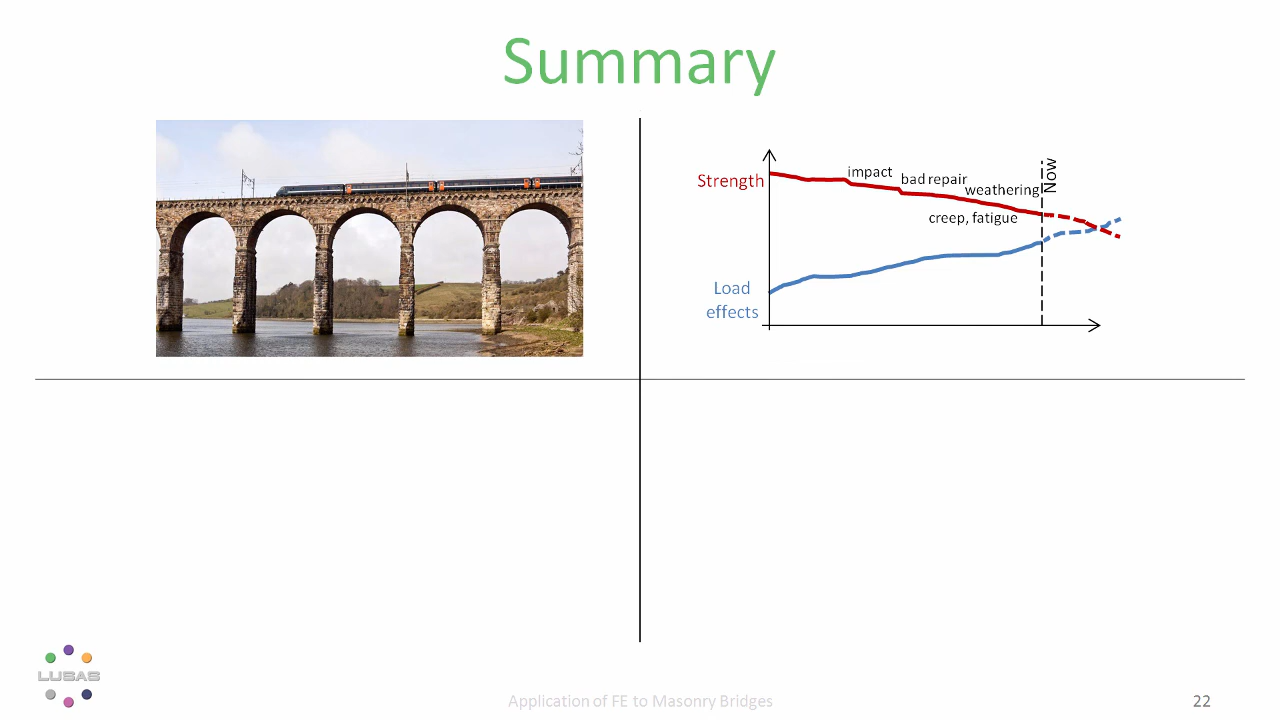 Summary
Strength
impact
bad repair
weathering
creep, fatigue
Now
Load
effects
LUSAS
Application of FE to Masonry Bridges
22